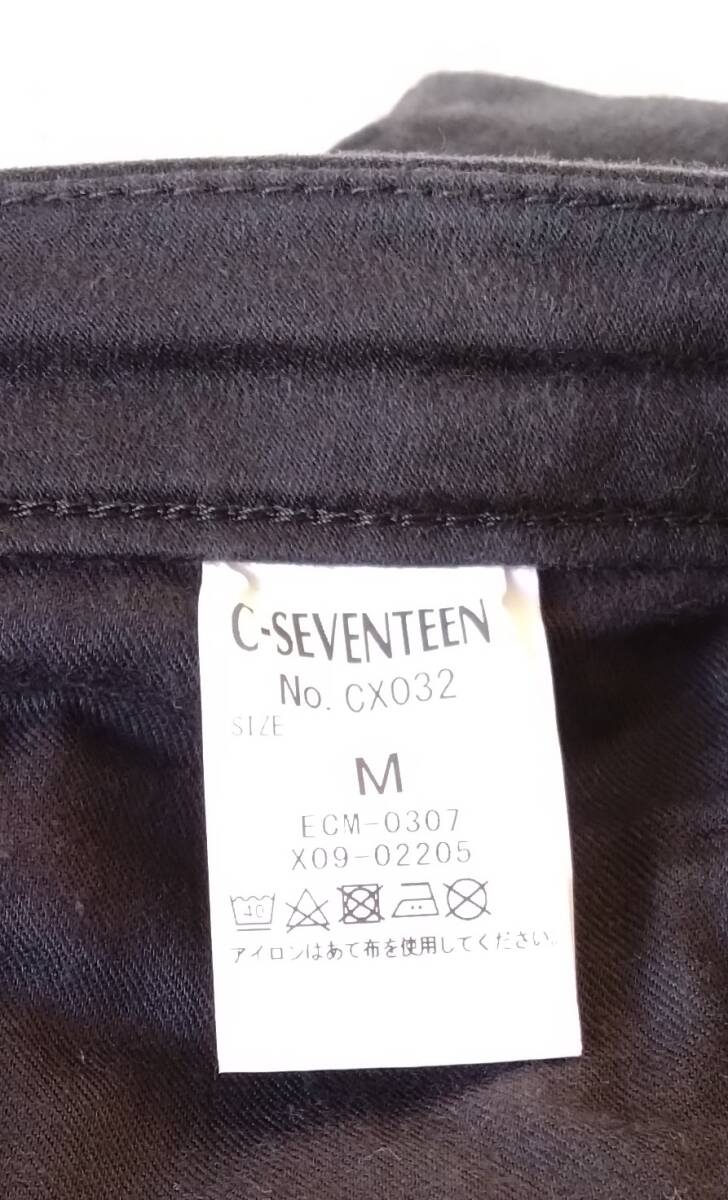 C-SEVENTEEN
No. CX032
SIZE
M
ECM-0307
X09-02205
40
アイロンはあて布を使用してください。